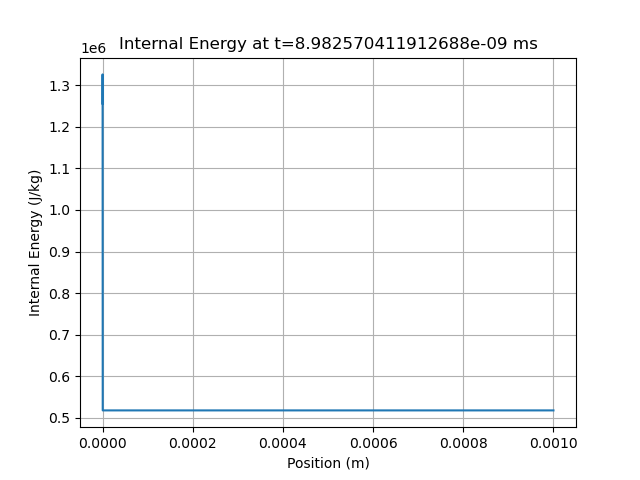 Internal Energy at t=8.982570411912688e-09 ms
1e6
1.3
1.2
1.1
1.0
0.9
0.8
0.7
0.6
0.5
Internal Energy (J/kg)
0.0000 0.0002 0.0004 0.0006 0.0008 0.0010
Position (m)